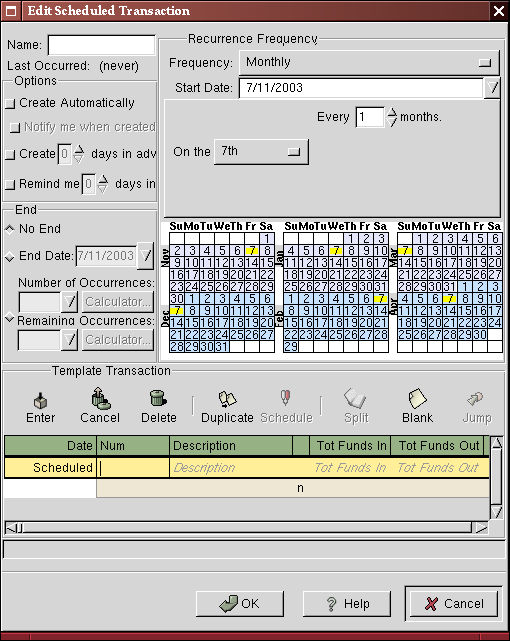 Edit Scheduled Transaction
Name:
Last Occurred: (never)
Options
Create Automatically
Notify me when created
Create 0 days in adv
Remind me 0 days in
End
No End
End Date: 7/11/2003
Number of Occurrences:
Calculator...
Remaining Occurrences:
Calculator...
Recurrence Frequency
Frequency: Monthly
Start Date: 7/11/2003
Every 1 months.
On the 7th
Su Mo Tu We Th Fr Sa
Nov
1
2 3 4 5 6 7 8
9 10 11 12 13 14 15
16 17 18 19 20 21 22
23 24 25 26 27 28 29
30 1 2 3 4 5 6
Dec
7 8 9 10 11 12 13
14 15 16 17 18 19 20
21 22 23 24 25 26 27
28 29 30 31
Su Mo Tu We Th Fr Sa
Jan
1 2 3
4 5 6 7 8 9 10
11 12 13 14 15 16 17
18 19 20 21 22 23 24
25 26 27 28 29 30 31
Feb
1 2 3 4 5 6 7
8 9 10 11 12 13 14
15 16 17 18 19 20 21
22 23 24 25 26 27 28
29
Su Mo Tu We Th Fr Sa
Mar
1 2 3 4 5 6
7 8 9 10 11 12 13
14 15 16 17 18 19 20
21 22 23 24 25 26 27
28 29 30 31 1 2 3
Apr
4 5 6 7 8 9 10
11 12 13 14 15 16 17
18 19 20 21 22 23 24
25 26 27 28 29 30
Template Transaction
Enter Cancel Delete Duplicate Schedule Split Blank Jump
Date Num Description Tot Funds In Tot Funds Out
Scheduled Description Tot Funds In Tot Funds Out
n
OK Help Cancel